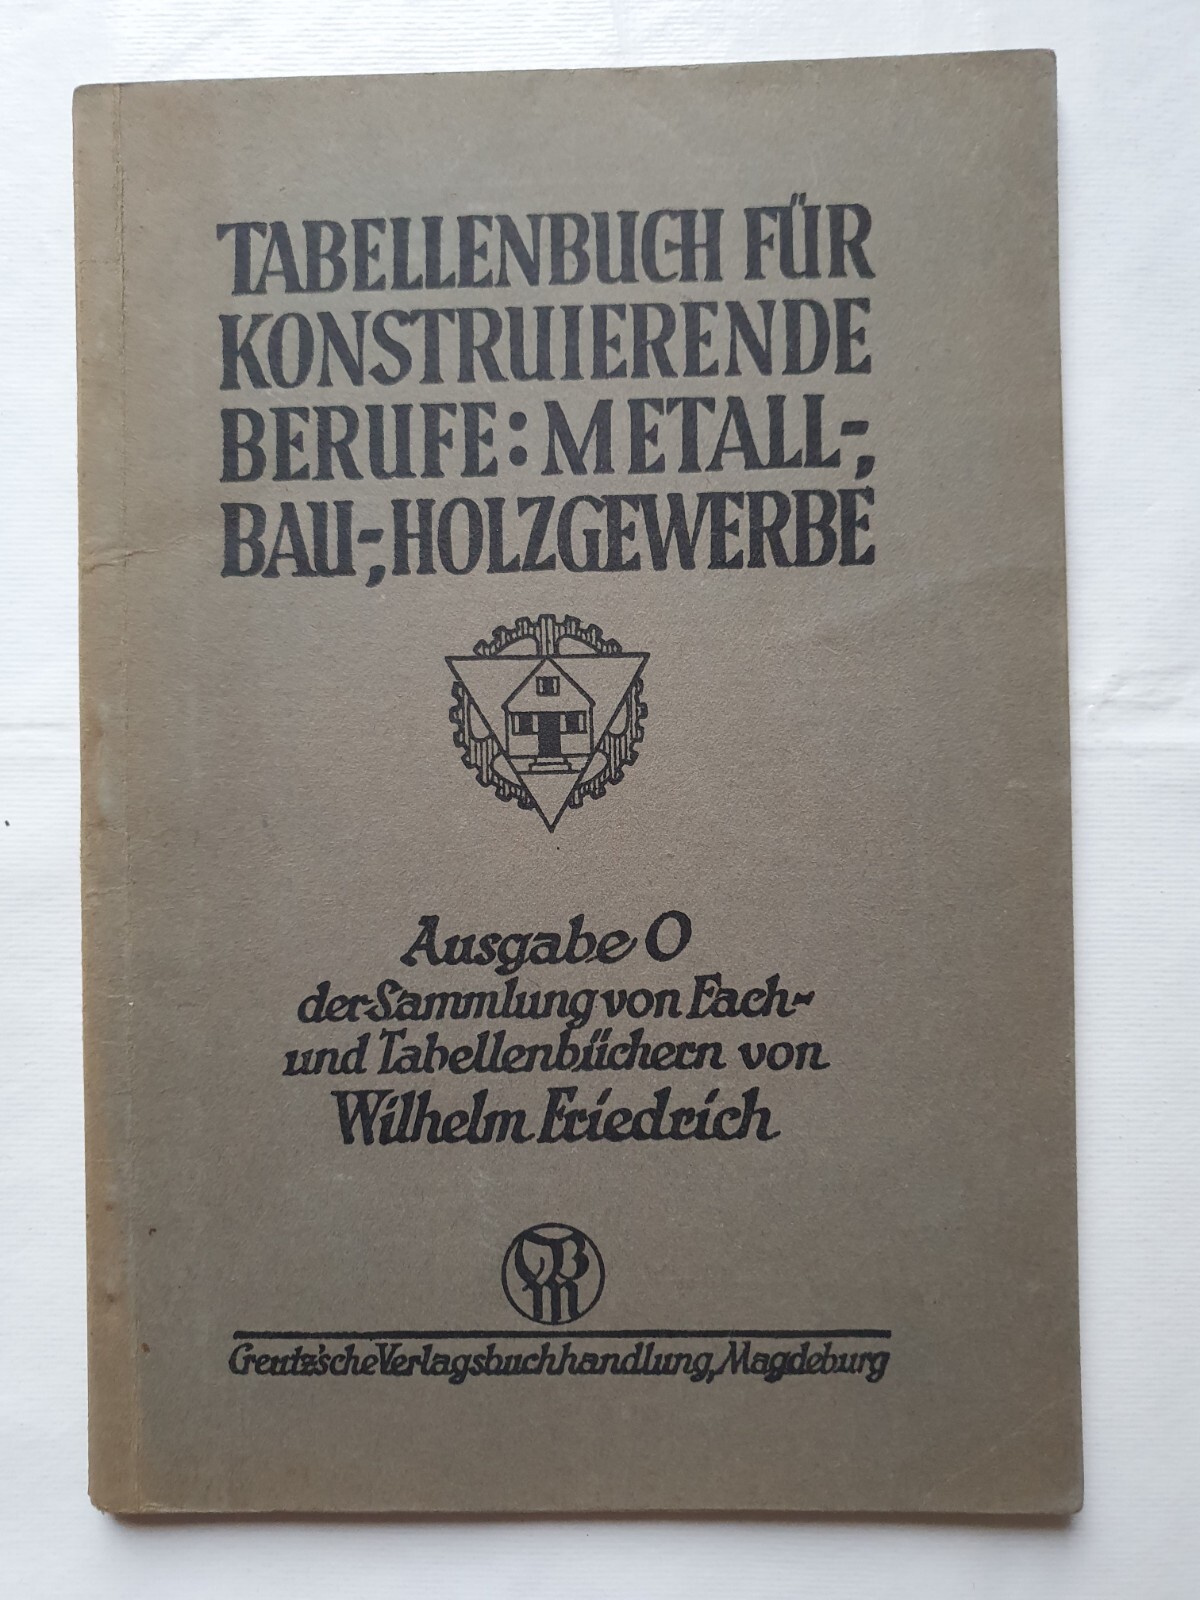 TABELLENBUCH FÜR
KONSTRUIERENDE
BERUFE: METALL-,
BAU-, HOLZGEWERBE
Ausgabe O
der Sammlung von Fach-
und Tabellenbüchern von
Wilhelm Friedrich
CBM
Creutz'sche Verlagsbuchhandlung, Magdeburg